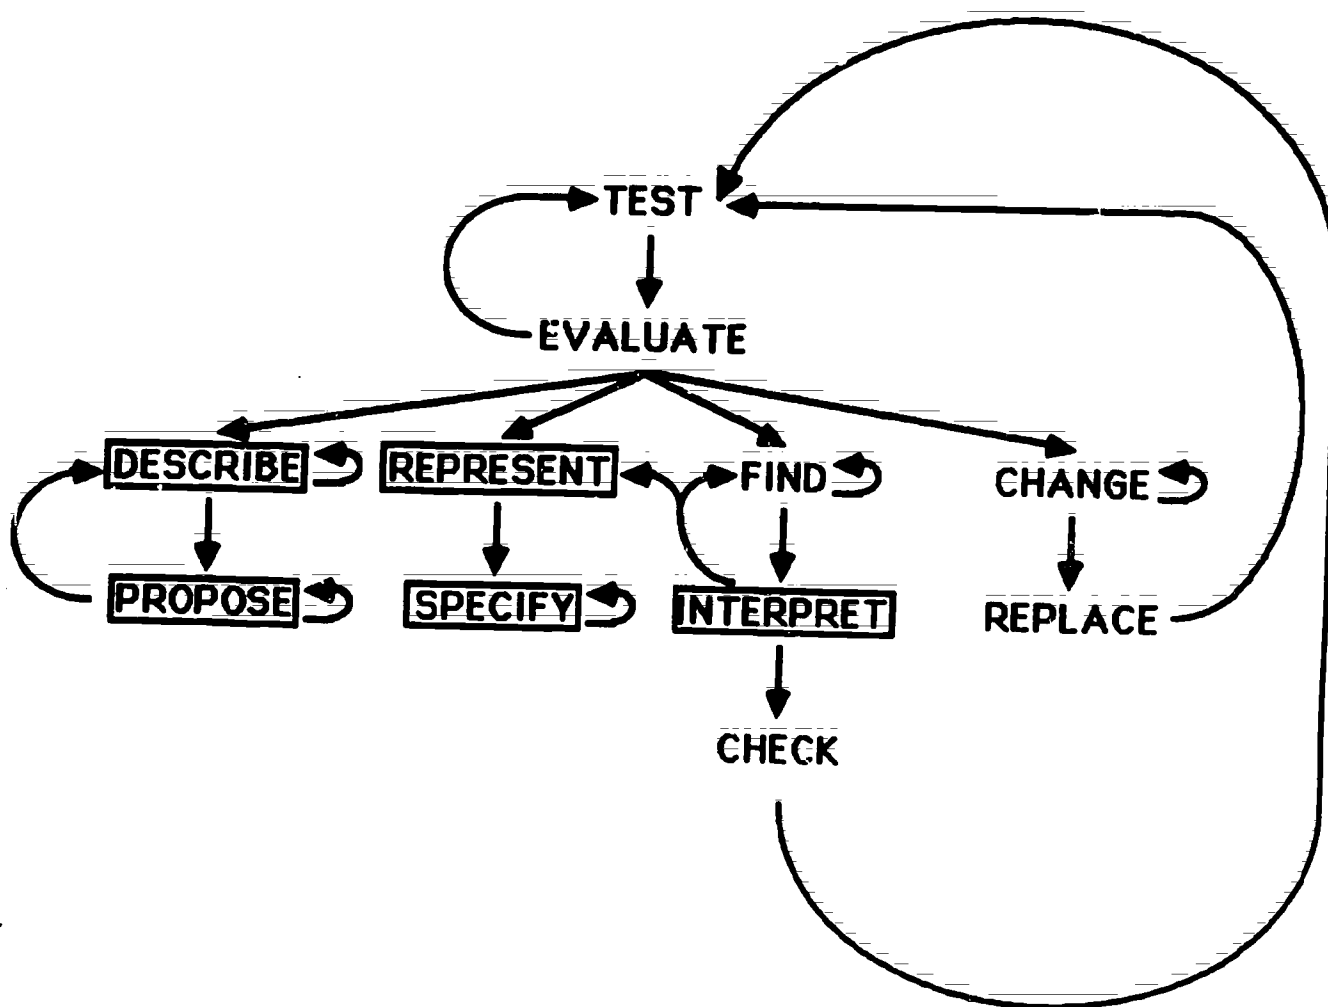 TEST
EVALUATE
DESCRIBE
REPRESENT
FIND
CHANGE
PROPOSE
SPECIFY
INTERPRET
REPLACE
CHECK